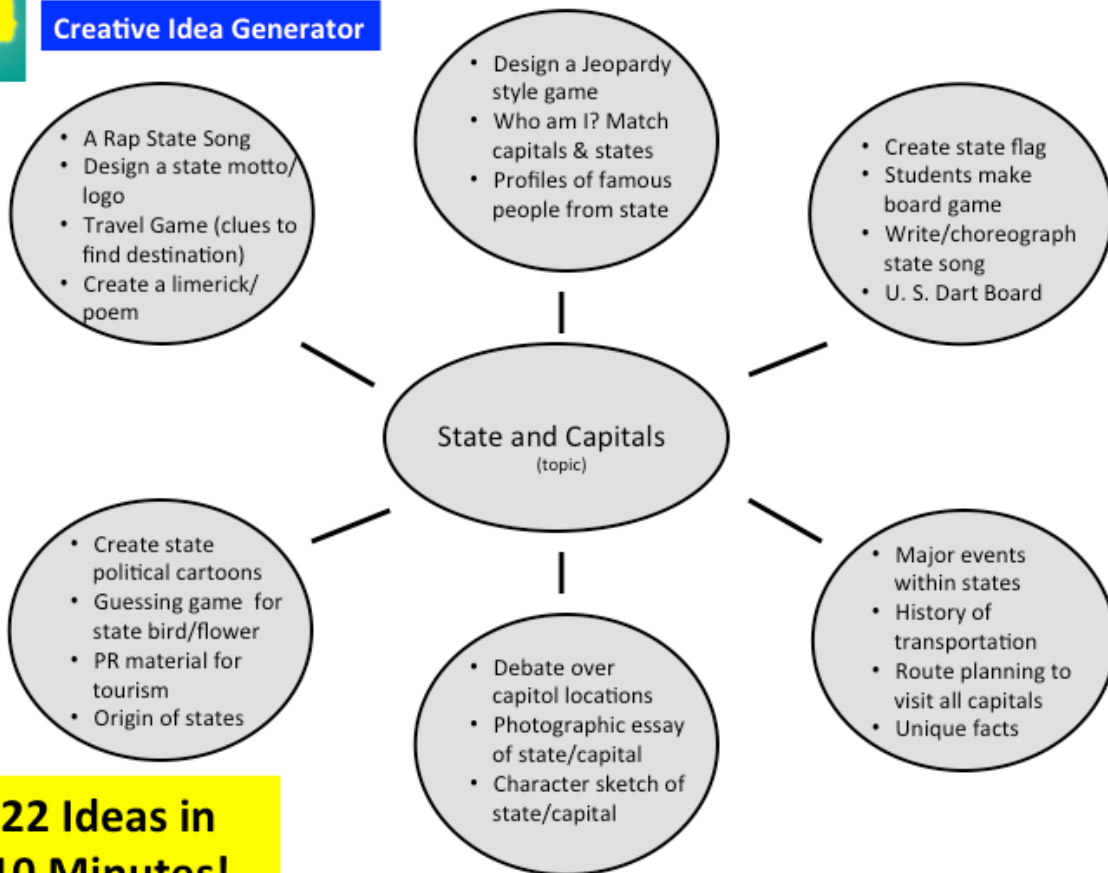 Creative Idea Generator
• A Rap State Song
• Design a state motto/
logo
• Travel Game (clues to
find destination)
• Create a limerick/
poem
• Design a Jeopardy
style game
• Who am I? Match
capitals & states
• Profiles of famous
people from state
• Create state flag
• Students make
board game
• Write/choreograph
state song
• U. S. Dart Board
State and Capitals
(topic)
• Create state
political cartoons
• Guessing game for
state bird/flower
• PR material for
tourism
• Origin of states
• Debate over
capitol locations
• Photographic essay
of state/capital
• Character sketch of
state/capital
• Major events
within states
• History of
transportation
• Route planning to
visit all capitals
• Unique facts
22 Ideas in
10 Minutes!